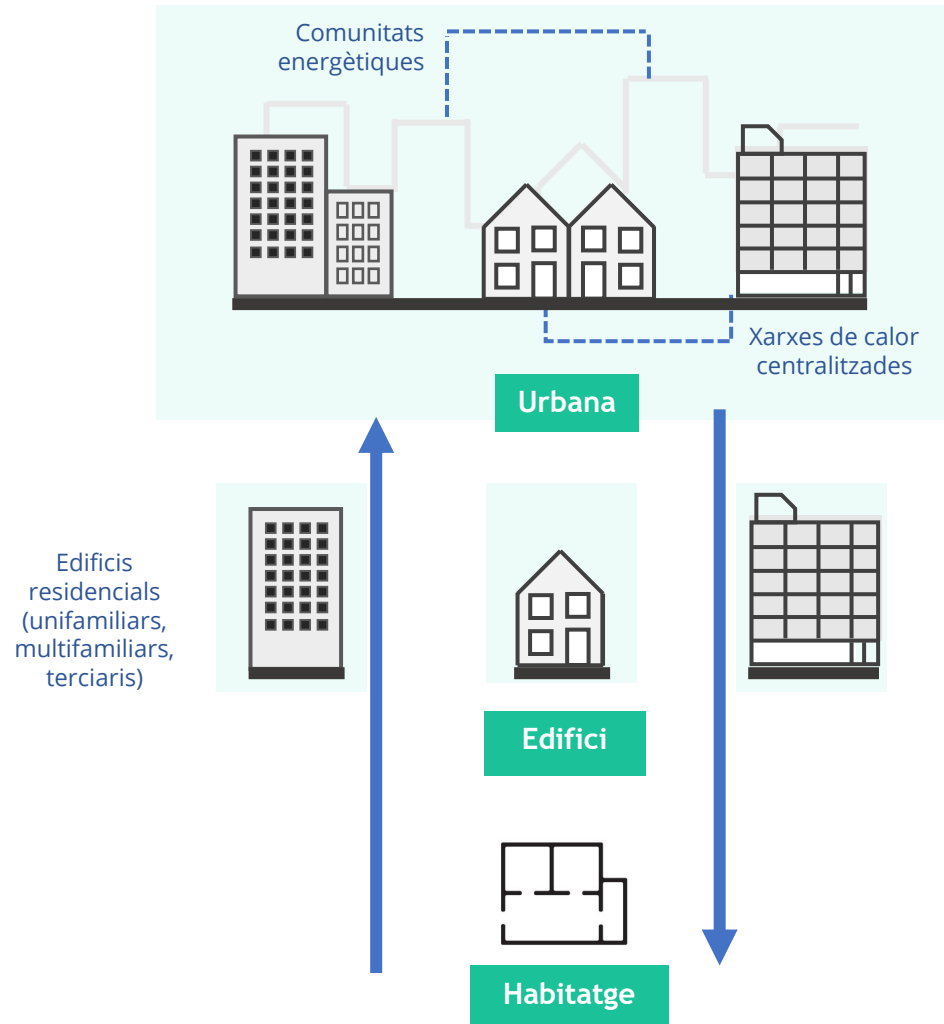 Comunitats
energètiques
Xarxes de calor
centralitzades
Urbana
Edificis
residencials
(unifamiliars,
multifamiliars,
terciaris)
Edifici
Habitatge